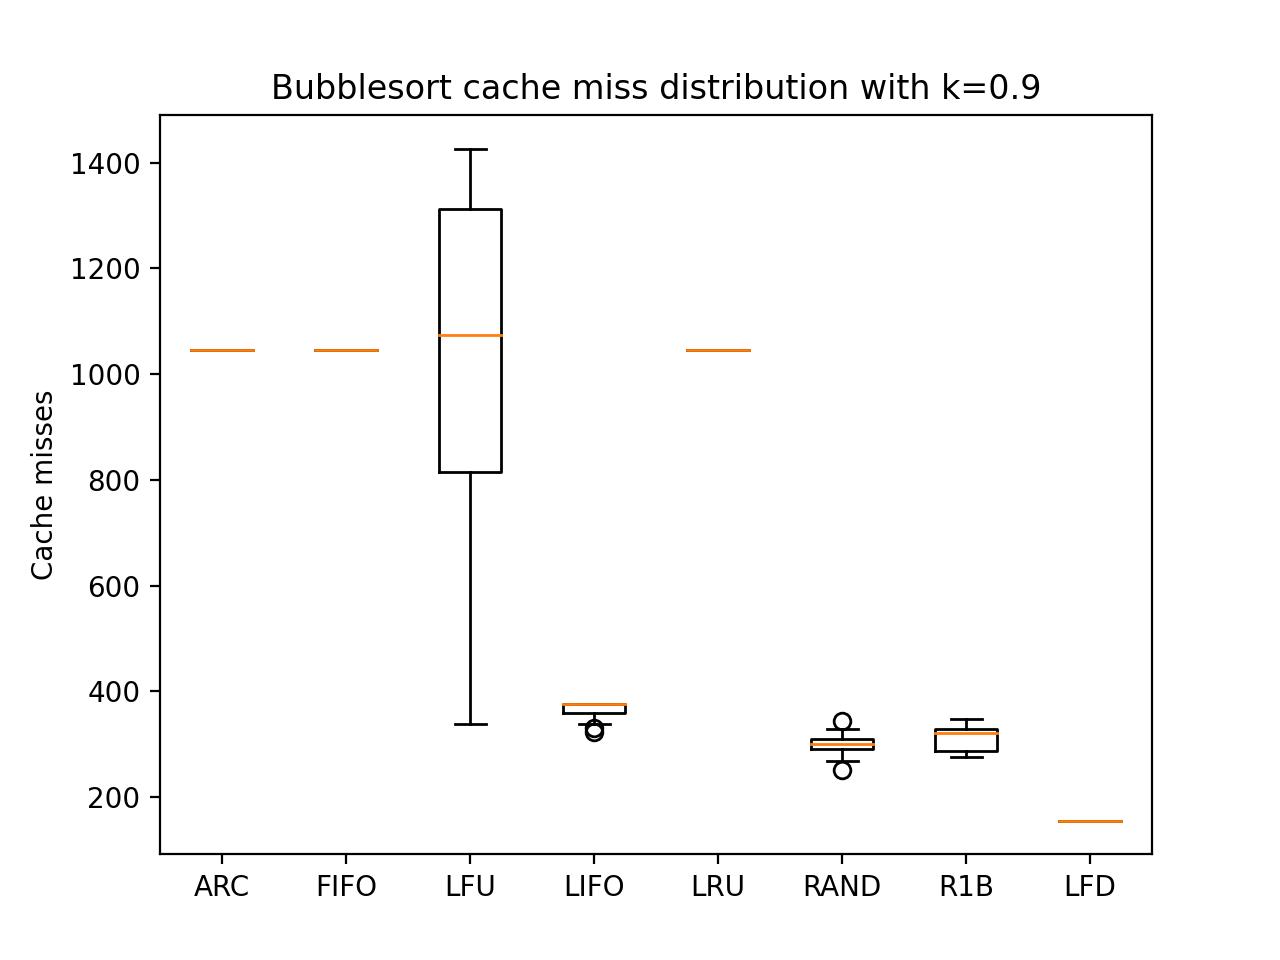 Bubblesort cache miss distribution with k=0.9
1400
1200
1000
800
600
400
200
Cache misses
ARC FIFO LFU LIFO LRU RAND R1B LFD